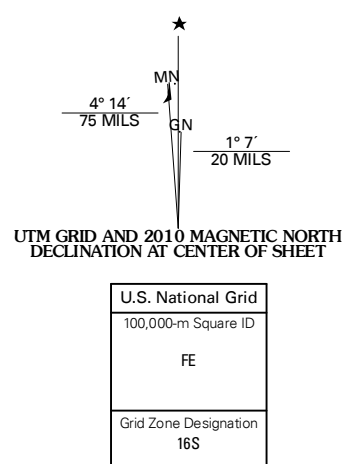 MN
4° 14´
75 MILS
GN
1° 7´
20 MILS
UTM GRID AND 2010 MAGNETIC NORTH
DECLINATION AT CENTER OF SHEET
U.S. National Grid
100,000-m Square ID
FE
Grid Zone Designation
16S